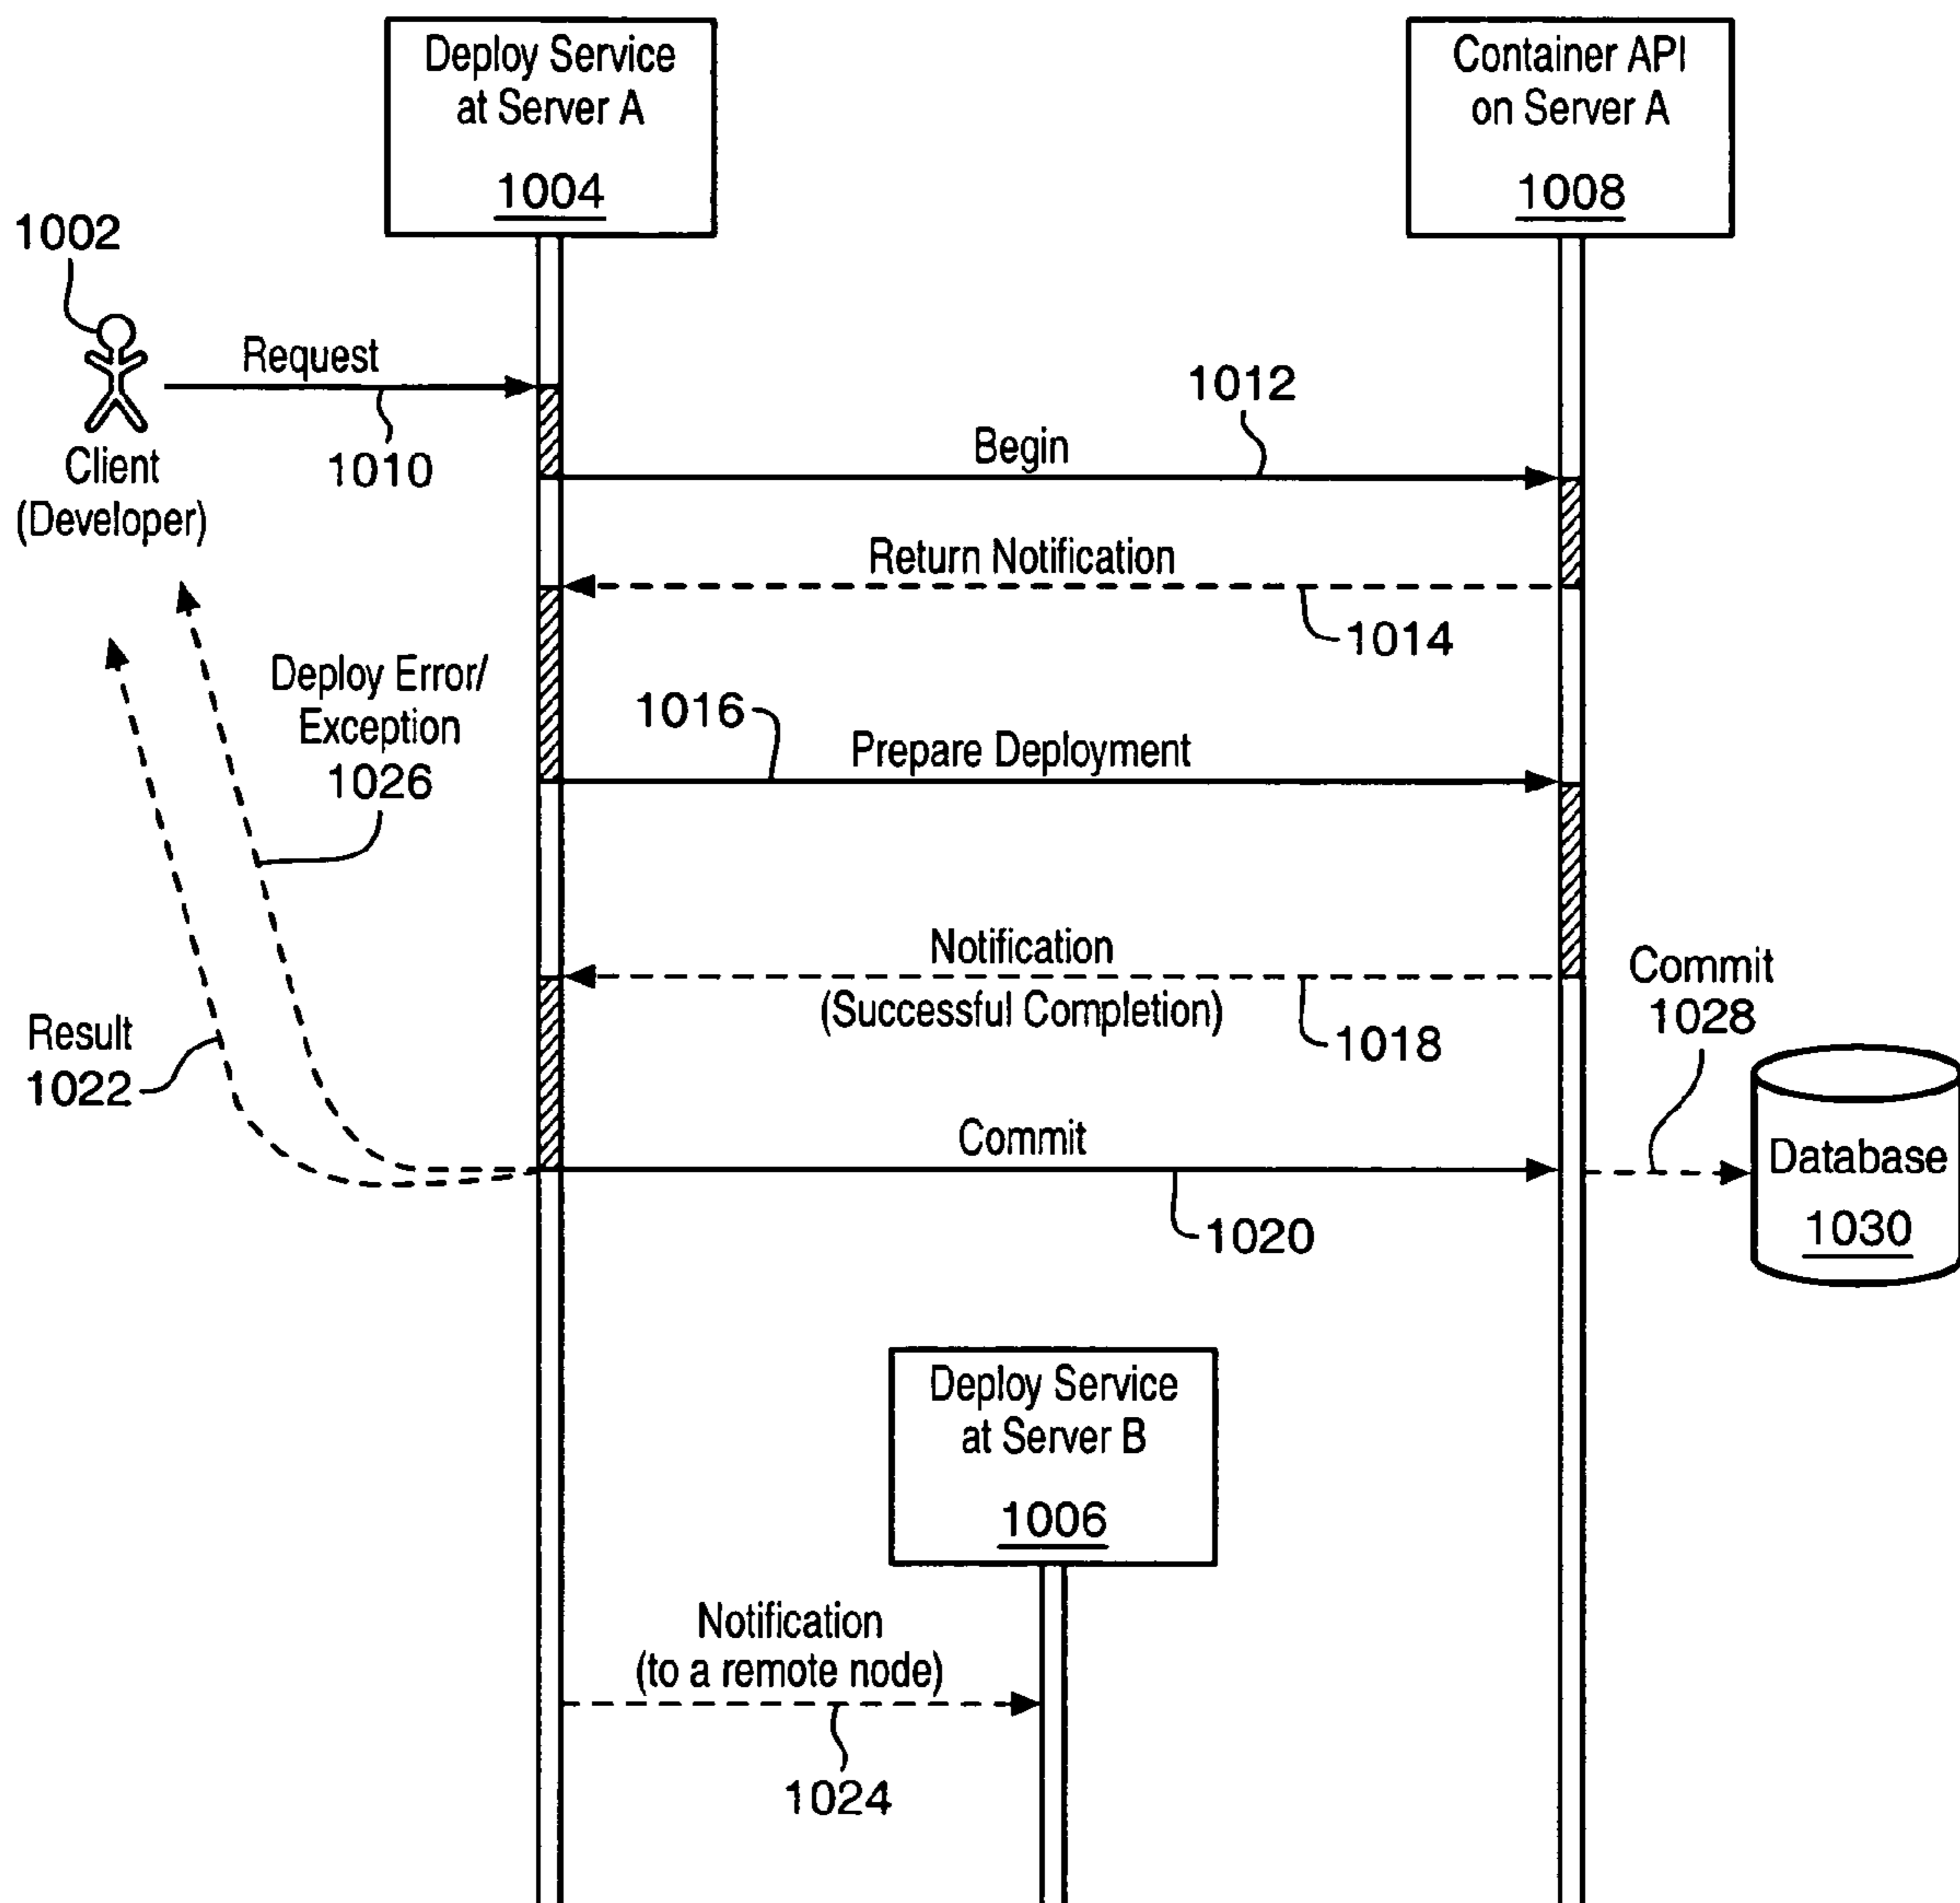 Deploy Service
at Server A
1004
Container API
on Server A
1008
1002
Client
(Developer)
Request
1010
1012
Begin
Return Notification
1014
Deploy Error/
Exception
1026
1016
Prepare Deployment
Notification
(Successful Completion)
1018
Commit
1028
Result
1022
Commit
1020
Database
1030
Deploy Service
at Server B
1006
Notification
(to a remote node)
1024